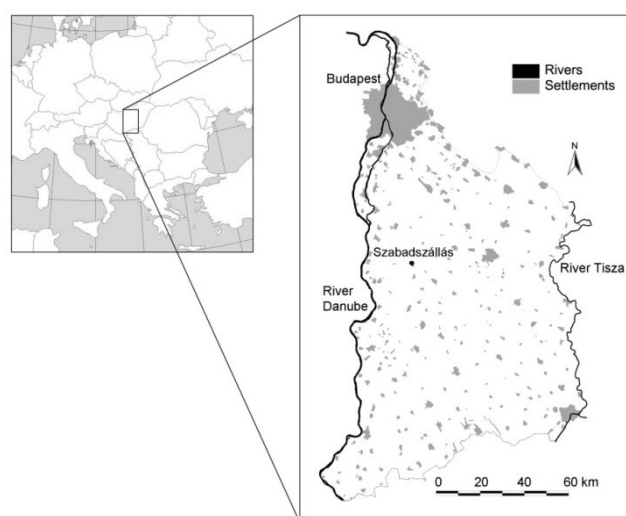 Budapest
Rivers
Settlements
N
Szabadszállás
River Tisza
River
Danube
0 20 40 60 km